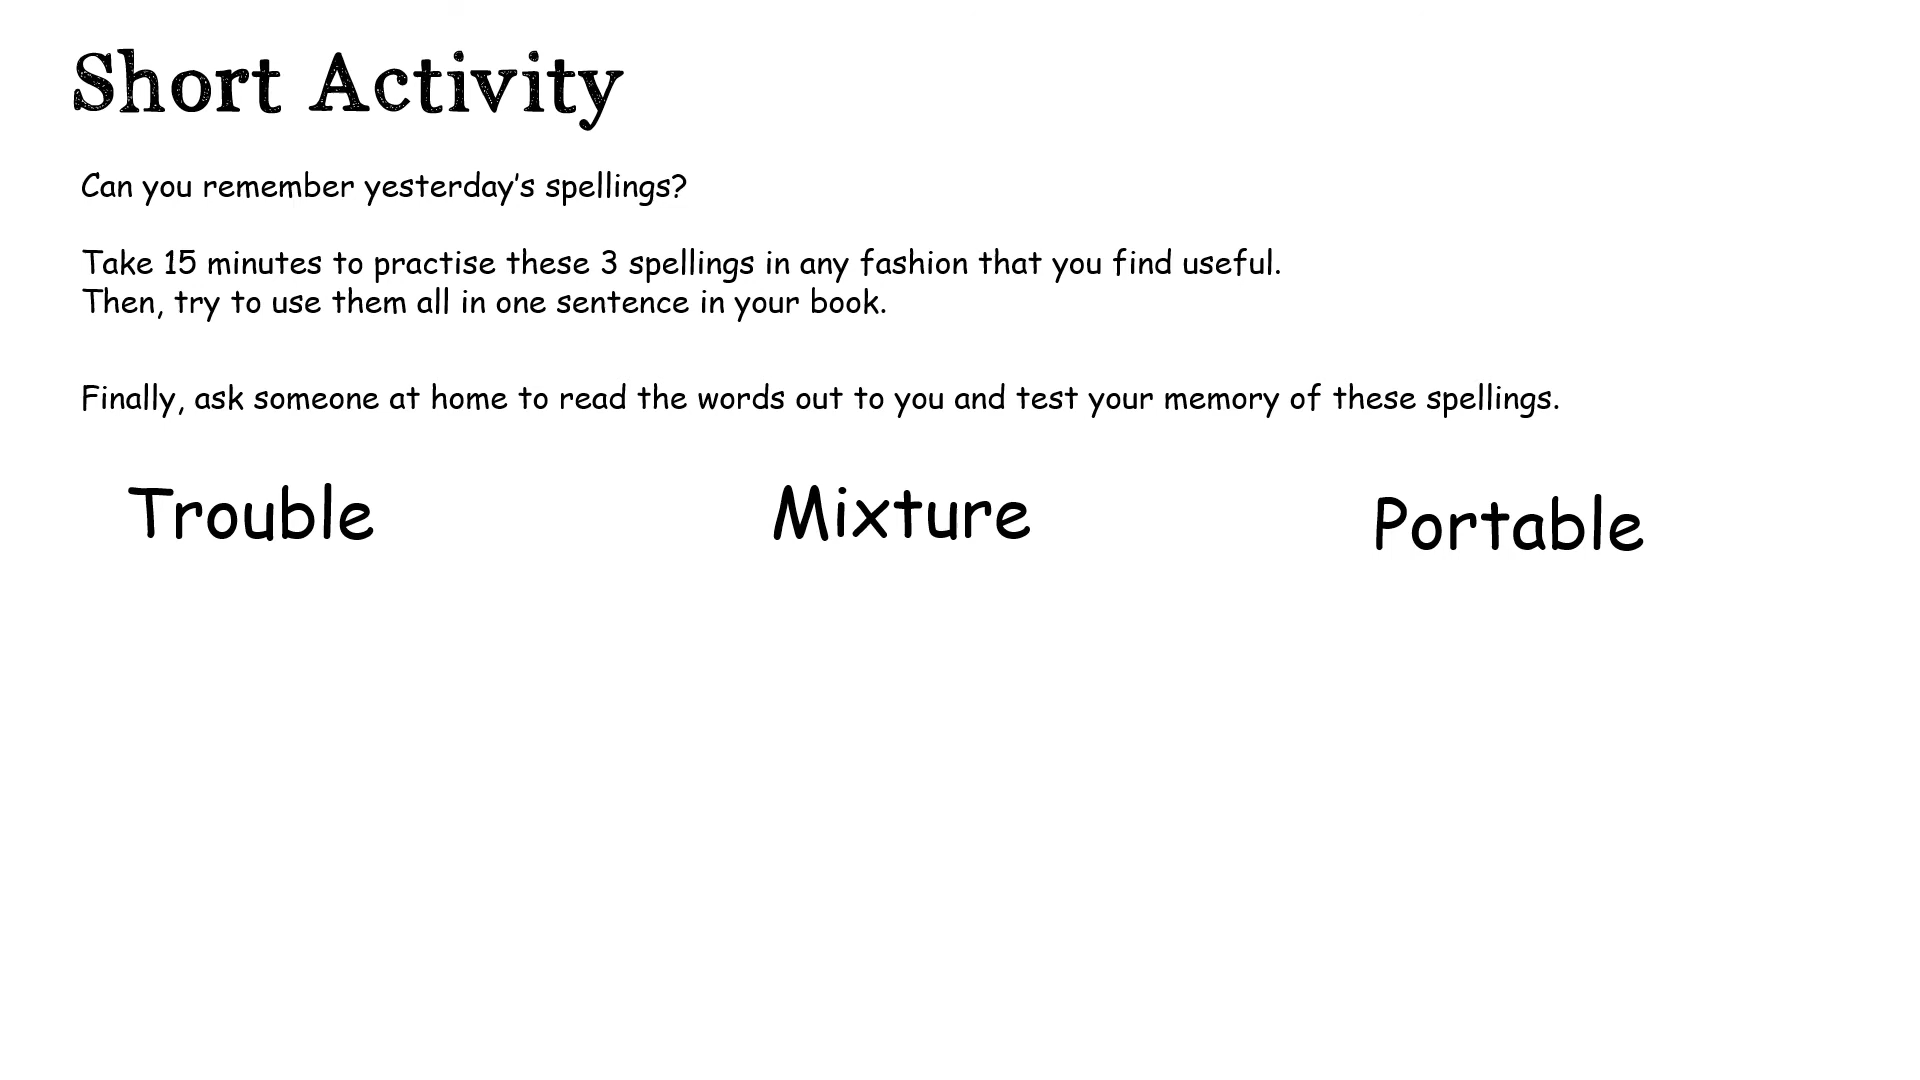 Short Activity
Can you remember yesterday's spellings?
Take 15 minutes to practise these 3 spellings in any fashion that you find useful.
Then, try to use them all in one sentence in your book.
Finally, ask someone at home to read the words out to you and test your memory of these spellings.
Trouble Mixture Portable